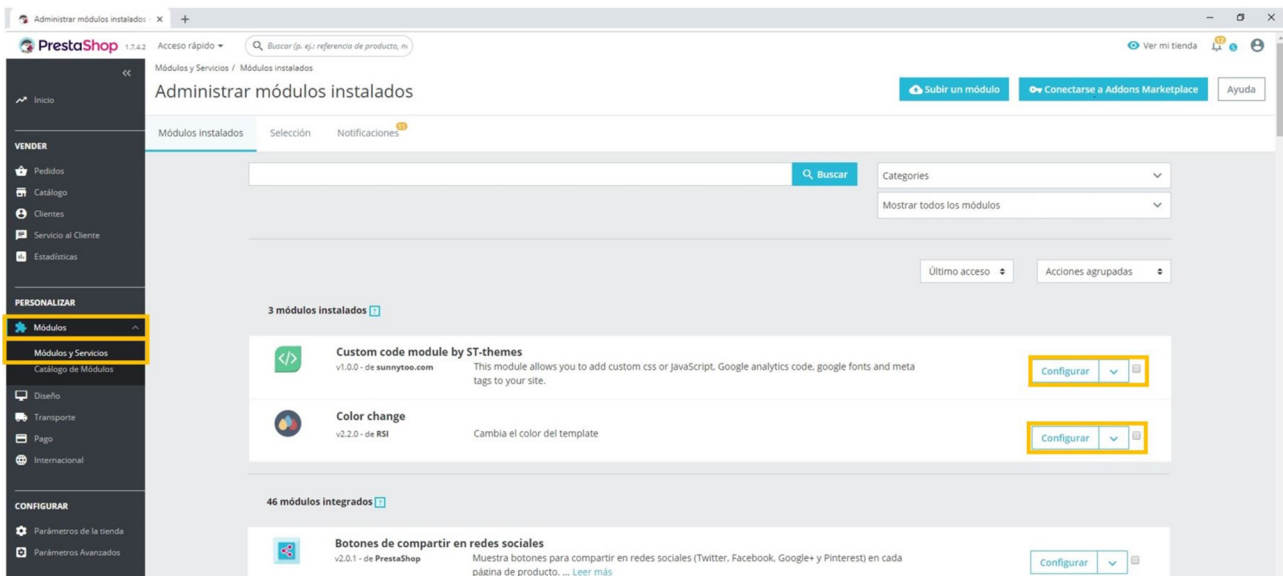 Administrar módulos instalados
PrestaShop 1.7.4.2 Acceso rápido Buscar (p. ej.: referencia de producto, n Ver mi tienda 12 5
Módulos y Servicios / Módulos instalados
Administrar módulos instalados
Subir un módulo Conectarse a Addons Marketplace Ayuda
Módulos instalados Selección Notificaciones 11
Inicio
VENDER
Pedidos
Catálogo
Clientes
Servicio al Cliente
Estadísticas
PERSONALIZAR
Módulos
Módulos y Servicios
Catálogo de Módulos
Diseño
Transporte
Pago
Internacional
CONFIGURAR
Parámetros de la tienda
Parámetros Avanzados
Buscar
Categories
Mostrar todos los módulos
Último acceso Acciones agrupadas
3 módulos instalados ?
Custom code module by ST-themes
v1.0.0 - de sunnytoo.com This module allows you to add custom css or JavaScript, Google analytics code, google fonts and meta
tags to your site.
Configurar
Color change
v2.2.0 - de RSI Cambia el color del template
Configurar
46 módulos integrados ?
Botones de compartir en redes sociales
v2.0.1 - de PrestaShop Muestra botones para compartir en redes sociales (Twitter, Facebook, Google+ y Pinterest) en cada
página de producto. ... Leer más
Configurar